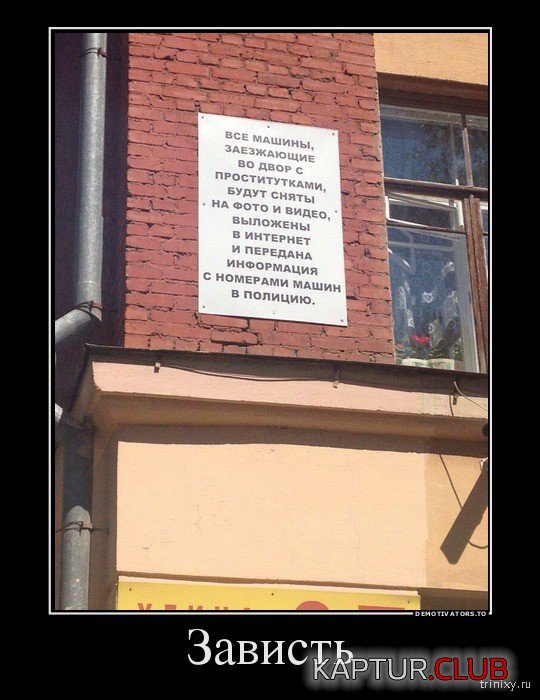 ВСЕ МАШИНЫ,
ЗАЕЗЖАЮЩИЕ
ВО ДВОР С
ПРОСТИТУТКАМИ,
БУДУТ СНЯТЫ
НА ФОТО И ВИДЕО,
ВЫЛОЖЕНЫ
В ИНТЕРНЕТ
И ПЕРЕДАНА
ИНФОРМАЦИЯ
С НОМЕРАМИ МАШИН
В ПОЛИЦИЮ.
УЛИЦА
DEMOTIVATORS.TO
Зависть
KAPTUR.CLUB
trinixy.ru